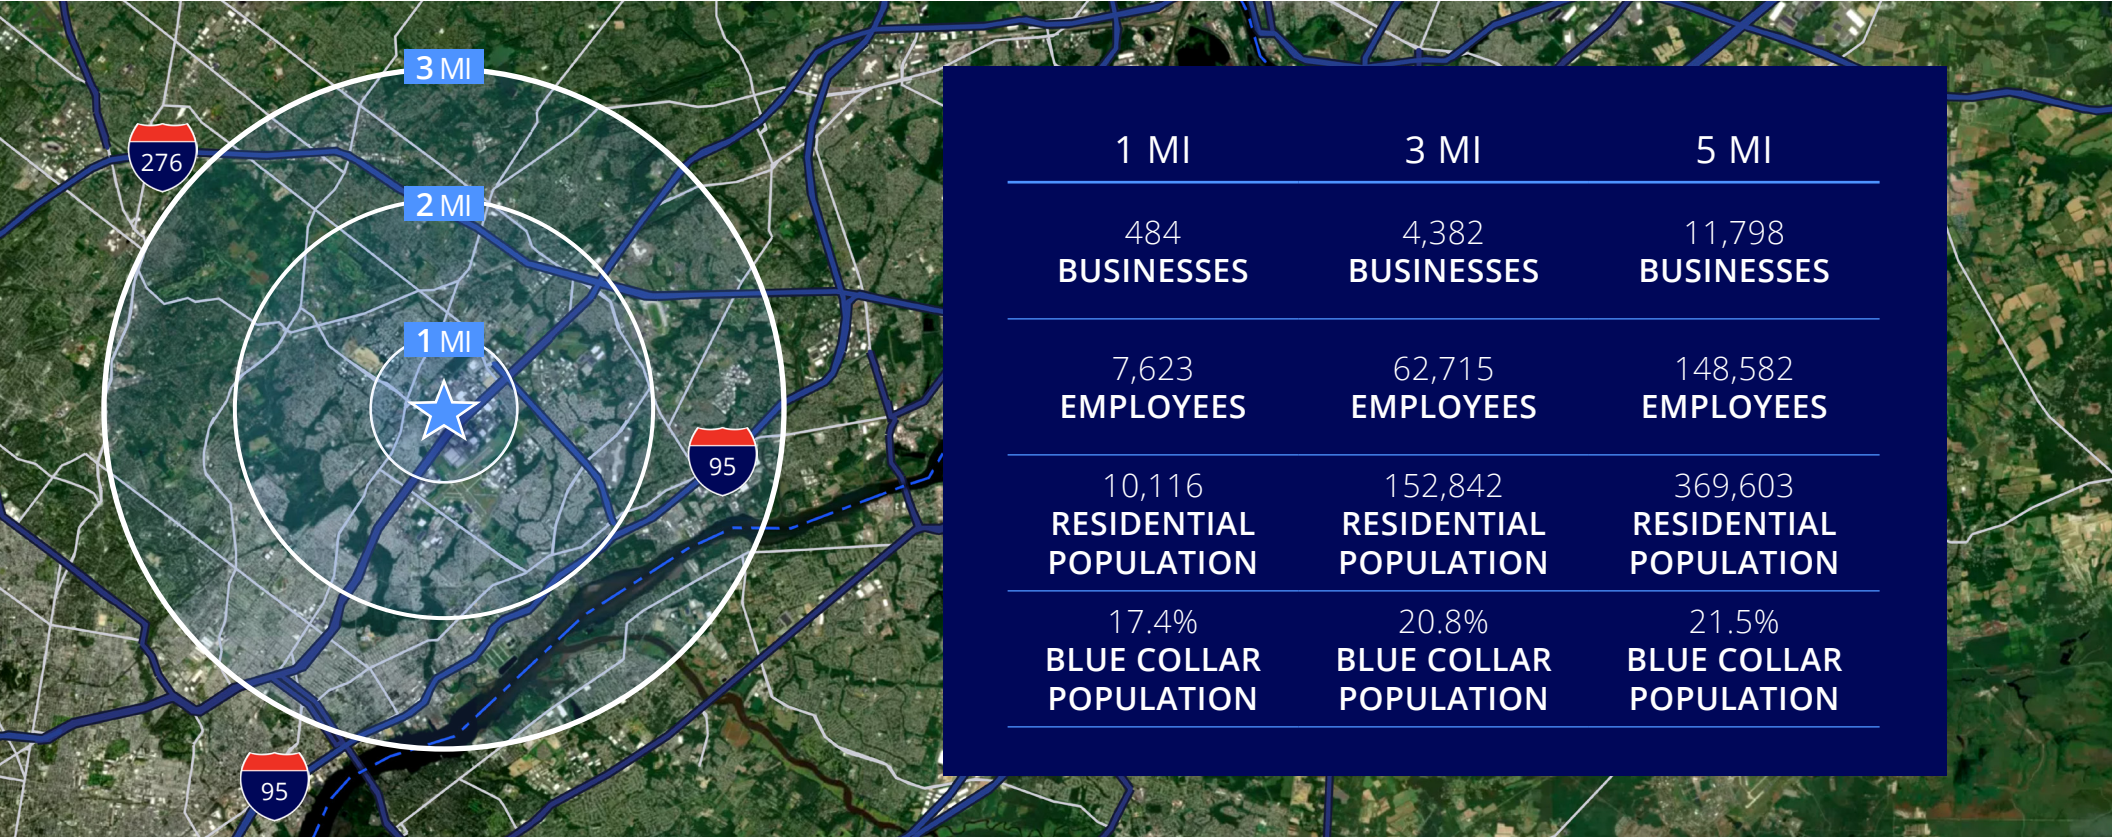 3 MI
276
2 MI
1 MI
95
95
1 MI 3 MI 5 MI
484 4,382 11,798
BUSINESSES BUSINESSES BUSINESSES
7,623 62,715 148,582
EMPLOYEES EMPLOYEES EMPLOYEES
10,116 152,842 369,603
RESIDENTIAL RESIDENTIAL RESIDENTIAL
POPULATION POPULATION POPULATION
17.4% 20.8% 21.5%
BLUE COLLAR BLUE COLLAR BLUE COLLAR
POPULATION POPULATION POPULATION